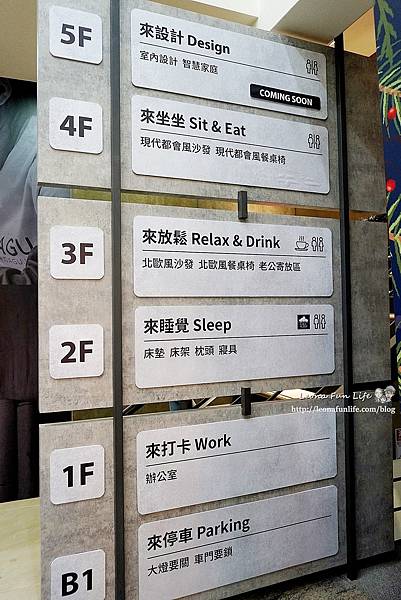 5F
來設計 Design
室內設計 智慧家庭
COMING SOON
4F
來坐坐 Sit & Eat
現代都會風沙發 現代都會風餐桌椅
3F
來放鬆 Relax & Drink
北歐風沙發 北歐風餐桌椅 老公寄放區
2F
來睡覺 Sleep
床墊 床架 枕頭 寢具
Leona Fun Life
http://leonafunlife.com/blog
1F
來打卡 Work
辦公室
B1
來停車 Parking
大燈要關 車門要鎖